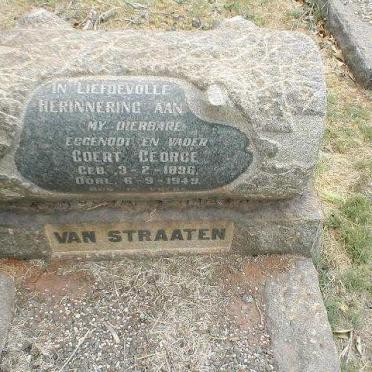 IN LIEFDEVOLLE
HERINNERING AAN
MY DIERBARE
EGGENOOT EN VADER
GOERT GEORGE
GEB. 3-2-1896.
OORL. 6-9-1949
VAN STRAATEN